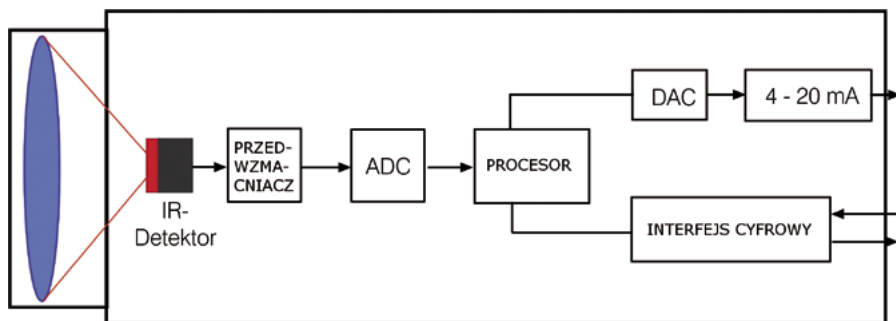 IR-
Detektor
PRZED-
WZMA-
CNIACZ
ADC
PROCESOR
DAC
4 - 20 mA
INTERFEJS CYFROWY